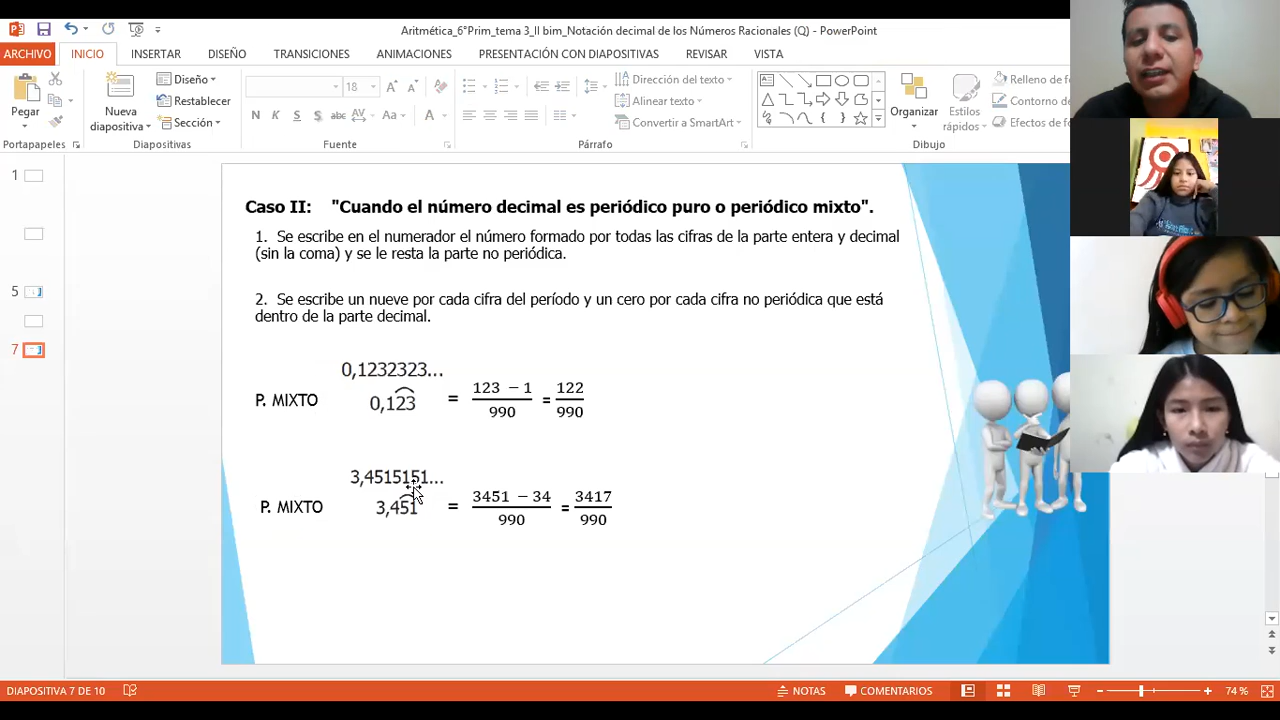 Aritmética_6°Prim_tema 3_II bim_Notación decimal de los Números Racionales (Q) - PowerPoint
ARCHIVO INICIO INSERTAR DISEÑO TRANSICIONES ANIMACIONES PRESENTACIÓN CON DIAPOSITIVAS REVISAR VISTA
Pegar
Nueva diapositiva
Diseño
Restablecer
Sección
18
N K S S abc AV Aa A
Dirección del texto
Alinear texto
Convertir a SmartArt
Organizar
Estilos rápidos
Relleno de f
Contorno de
Efectos de f
Portapapeles Diapositivas Fuente Párrafo Dibujo
1
5
7
Caso II: "Cuando el número decimal es periódico puro o periódico mixto".
1. Se escribe en el numerador el número formado por todas las cifras de la parte entera y decimal
(sin la coma) y se le resta la parte no periódica.
2. Se escribe un nueve por cada cifra del período y un cero por cada cifra no periódica que está
dentro de la parte decimal.
0,1232323...
P. MIXTO 0,123 = (123 − 1)/990 = 122/990
3,4515151...
P. MIXTO 3,451 = (3451 − 34)/990 = 3417/990
DIAPOSITIVA 7 DE 10 NOTAS COMENTARIOS 74 %